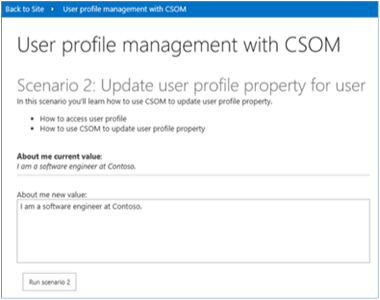 Back to Site ▸ User profile management with CSOM
User profile management with CSOM
Scenario 2: Update user profile property for user
In this scenario you'll learn how to use CSOM to update user profile property.
• How to access user profile
• How to use CSOM to update user profile property
About me current value:
I am a software engineer at Contoso.
About me new value:
I am a software engineer at Contoso.
Run scenario 2